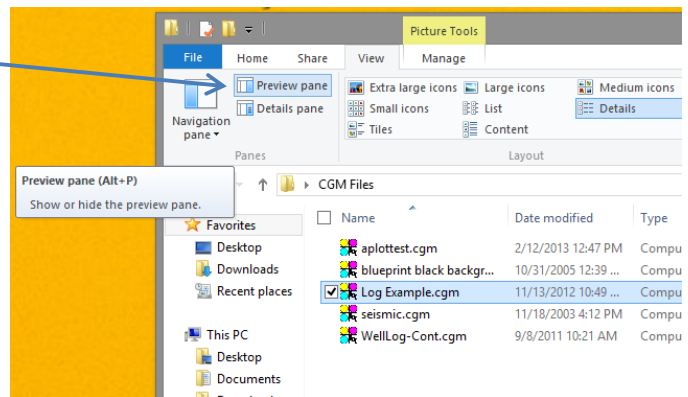 Picture Tools
File Home Share View Manage
Preview pane
Details pane
Navigation pane
Extra large icons Large icons Medium icons
Small icons List Details
Tiles Content
Panes Layout
Preview pane (Alt+P)
Show or hide the preview pane.
CGM Files
Name Date modified Type
Favorites
Desktop
Downloads
Recent places
This PC
Desktop
Documents
aplottest.cgm 2/12/2013 12:47 PM Compu
blueprint black backgr... 10/31/2005 12:39 ... Compu
Log Example.cgm 11/13/2012 10:49 ... Compu
seismic.cgm 11/18/2003 4:12 PM Compu
WellLog-Cont.cgm 9/8/2011 10:21 AM Compu